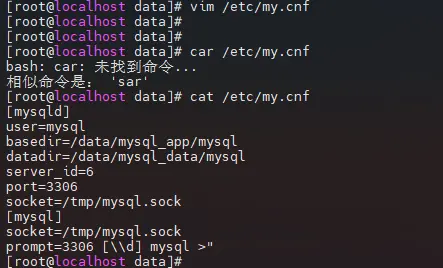 [root@localhost data]# vim /etc/my.cnf
[root@localhost data]#
[root@localhost data]#
[root@localhost data]# car /etc/my.cnf
bash: car: 未找到命令...
相似命令是： 'sar'
[root@localhost data]# cat /etc/my.cnf
[mysqld]
user=mysql
basedir=/data/mysql_app/mysql
datadir=/data/mysql_data/mysql
server_id=6
port=3306
socket=/tmp/mysql.sock
[mysql]
socket=/tmp/mysql.sock
prompt=3306 [\\d] mysql >"
[root@localhost data]#